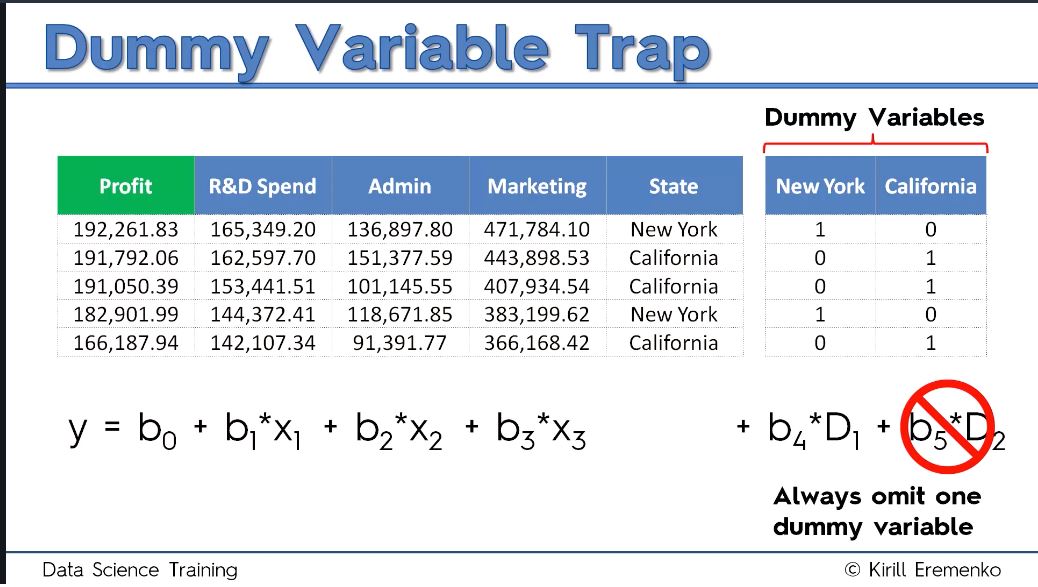 Dummy Variable Trap
Dummy Variables
Profit R&D Spend Admin Marketing State New York California
192,261.83 165,349.20 136,897.80 471,784.10 New York 1 0
191,792.06 162,597.70 151,377.59 443,898.53 California 0 1
191,050.39 153,441.51 101,145.55 407,934.54 California 0 1
182,901.99 144,372.41 118,671.85 383,199.62 New York 1 0
166,187.94 142,107.34 91,391.77 366,168.42 California 0 1
y = b₀ + b₁*x₁ + b₂*x₂ + b₃*x₃ + b₄*D₁ + b₅*D₂
Always omit one
dummy variable
Data Science Training © Kirill Eremenko